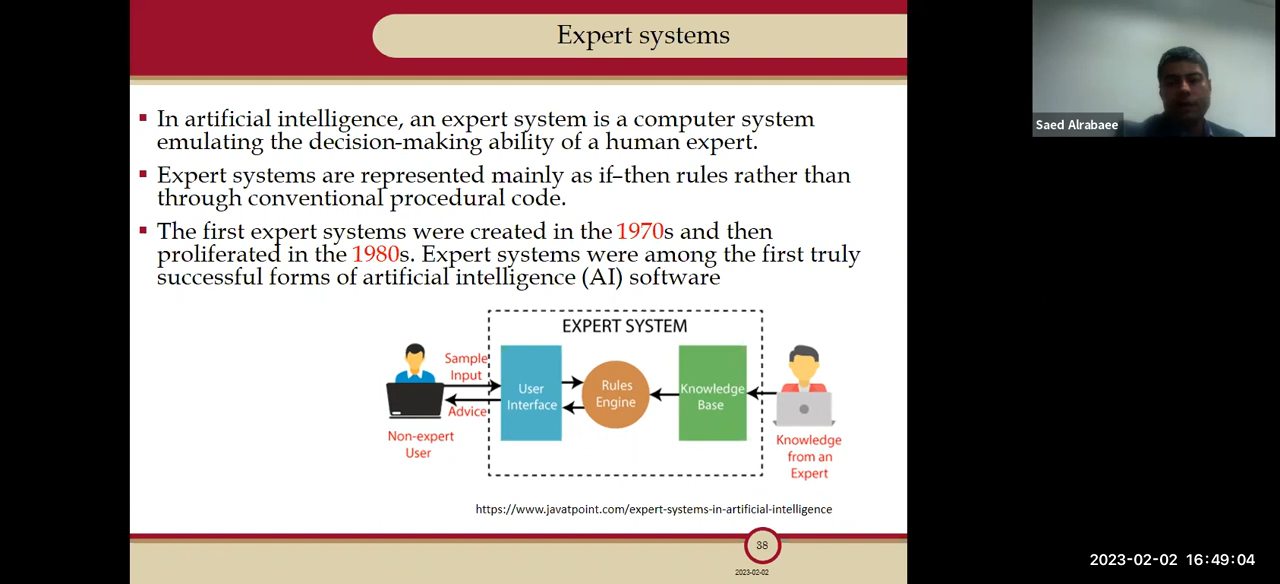 Expert systems
In artificial intelligence, an expert system is a computer system
emulating the decision-making ability of a human expert.
Expert systems are represented mainly as if–then rules rather than
through conventional procedural code.
The first expert systems were created in the 1970s and then
proliferated in the 1980s. Expert systems were among the first truly
successful forms of artificial intelligence (AI) software
EXPERT SYSTEM
Sample
Input
Advice
Non-expert
User
User
Interface
Rules
Engine
Knowledge
Base
Knowledge
from an
Expert
https://www.javatpoint.com/expert-systems-in-artificial-intelligence
38
2023-02-02
Saed Alrabaee
2023-02-02 16:49:04